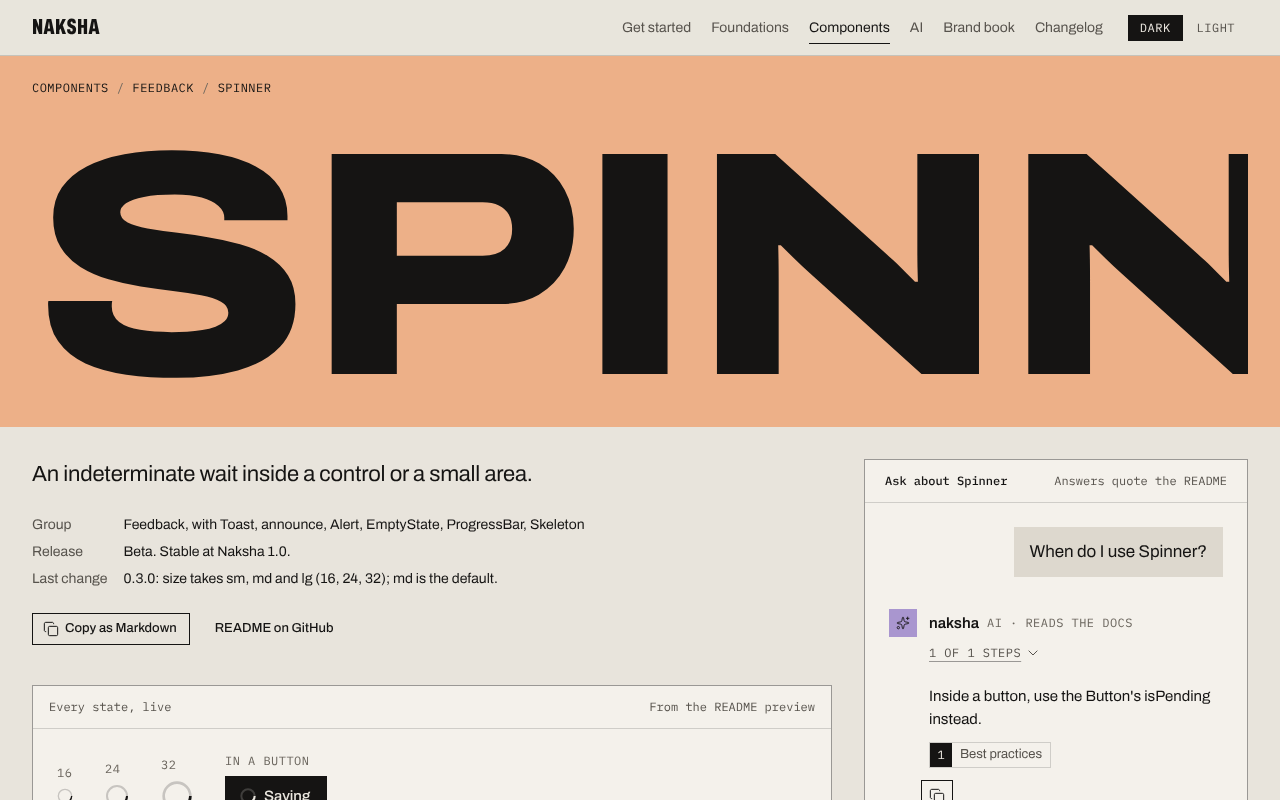 NAKSHA
Get started Foundations Components AI Brand book Changelog DARK LIGHT
COMPONENTS / FEEDBACK / SPINNER
SPINN
An indeterminate wait inside a control or a small area.
Group Feedback, with Toast, announce, Alert, EmptyState, ProgressBar, Skeleton
Release Beta. Stable at Naksha 1.0.
Last change 0.3.0: size takes sm, md and lg (16, 24, 32); md is the default.
Copy as Markdown README on GitHub
Every state, live From the README preview
16 24 32 IN A BUTTON
Saving
Ask about Spinner Answers quote the README
When do I use Spinner?
naksha AI · READS THE DOCS
1 OF 1 STEPS
Inside a button, use the Button's isPending
instead.
1 Best practices